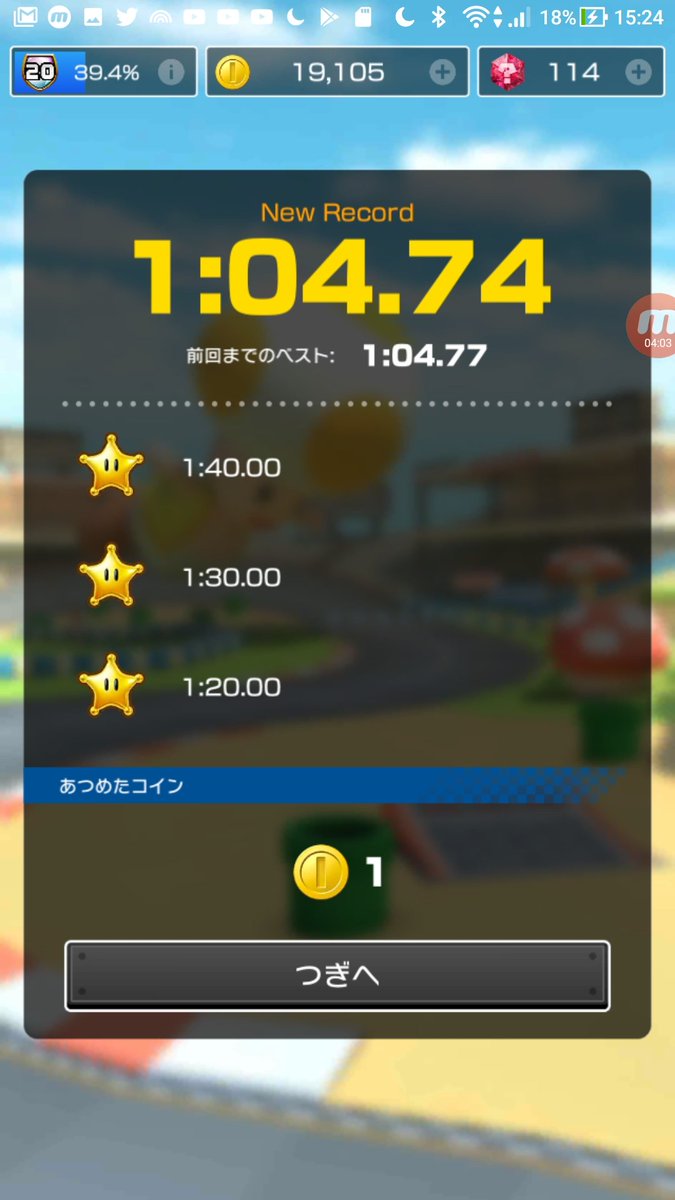 18% 15:24
20 39.4% i 19,105 + ? 114 +
New Record
1:04.74
前回までのベスト: 1:04.77
m
04:03
1:40.00
1:30.00
1:20.00
あつめたコイン
1
つぎへ